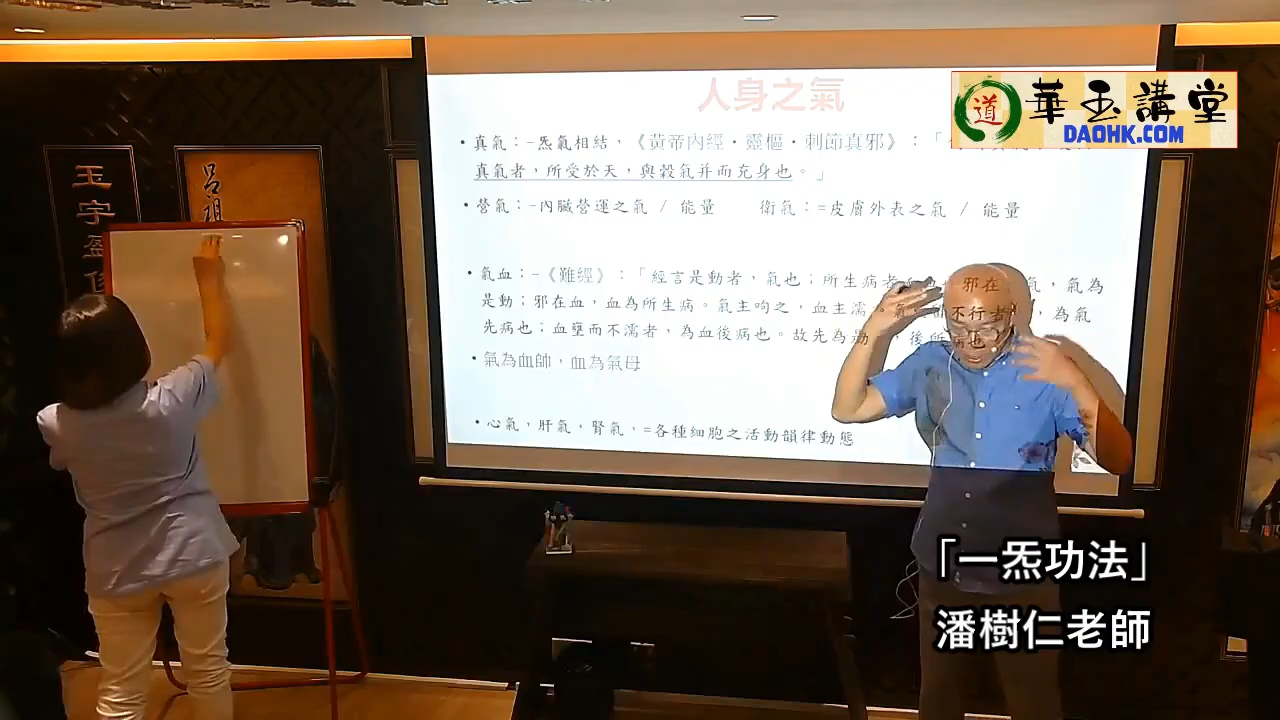 人身之氣
華玉講堂
道
DAOHK.COM
• 真氣：-炁氣相結，《黃帝內經・靈樞・刺節真邪》：「
真氣者，所受於天，與穀氣并而充身也。」
• 營氣：-內臟營運之氣 / 能量 衛氣：=皮膚外表之氣 / 能量
• 氣血：-《難經》：「經言是動者，氣也；所生病者 氣，氣為
是動；邪在血，血為所生病。氣主呴之，血主濡 不行者 ，為氣
先病也；血壅而不濡者，為血後病也。故先為是 ，後所 病也
邪在
• 氣為血帥，血為氣母
• 心氣，肝氣，腎氣，=各種細胞之活動韻律動態
玉宇盈
呂祖
「一炁功法」
潘樹仁老師